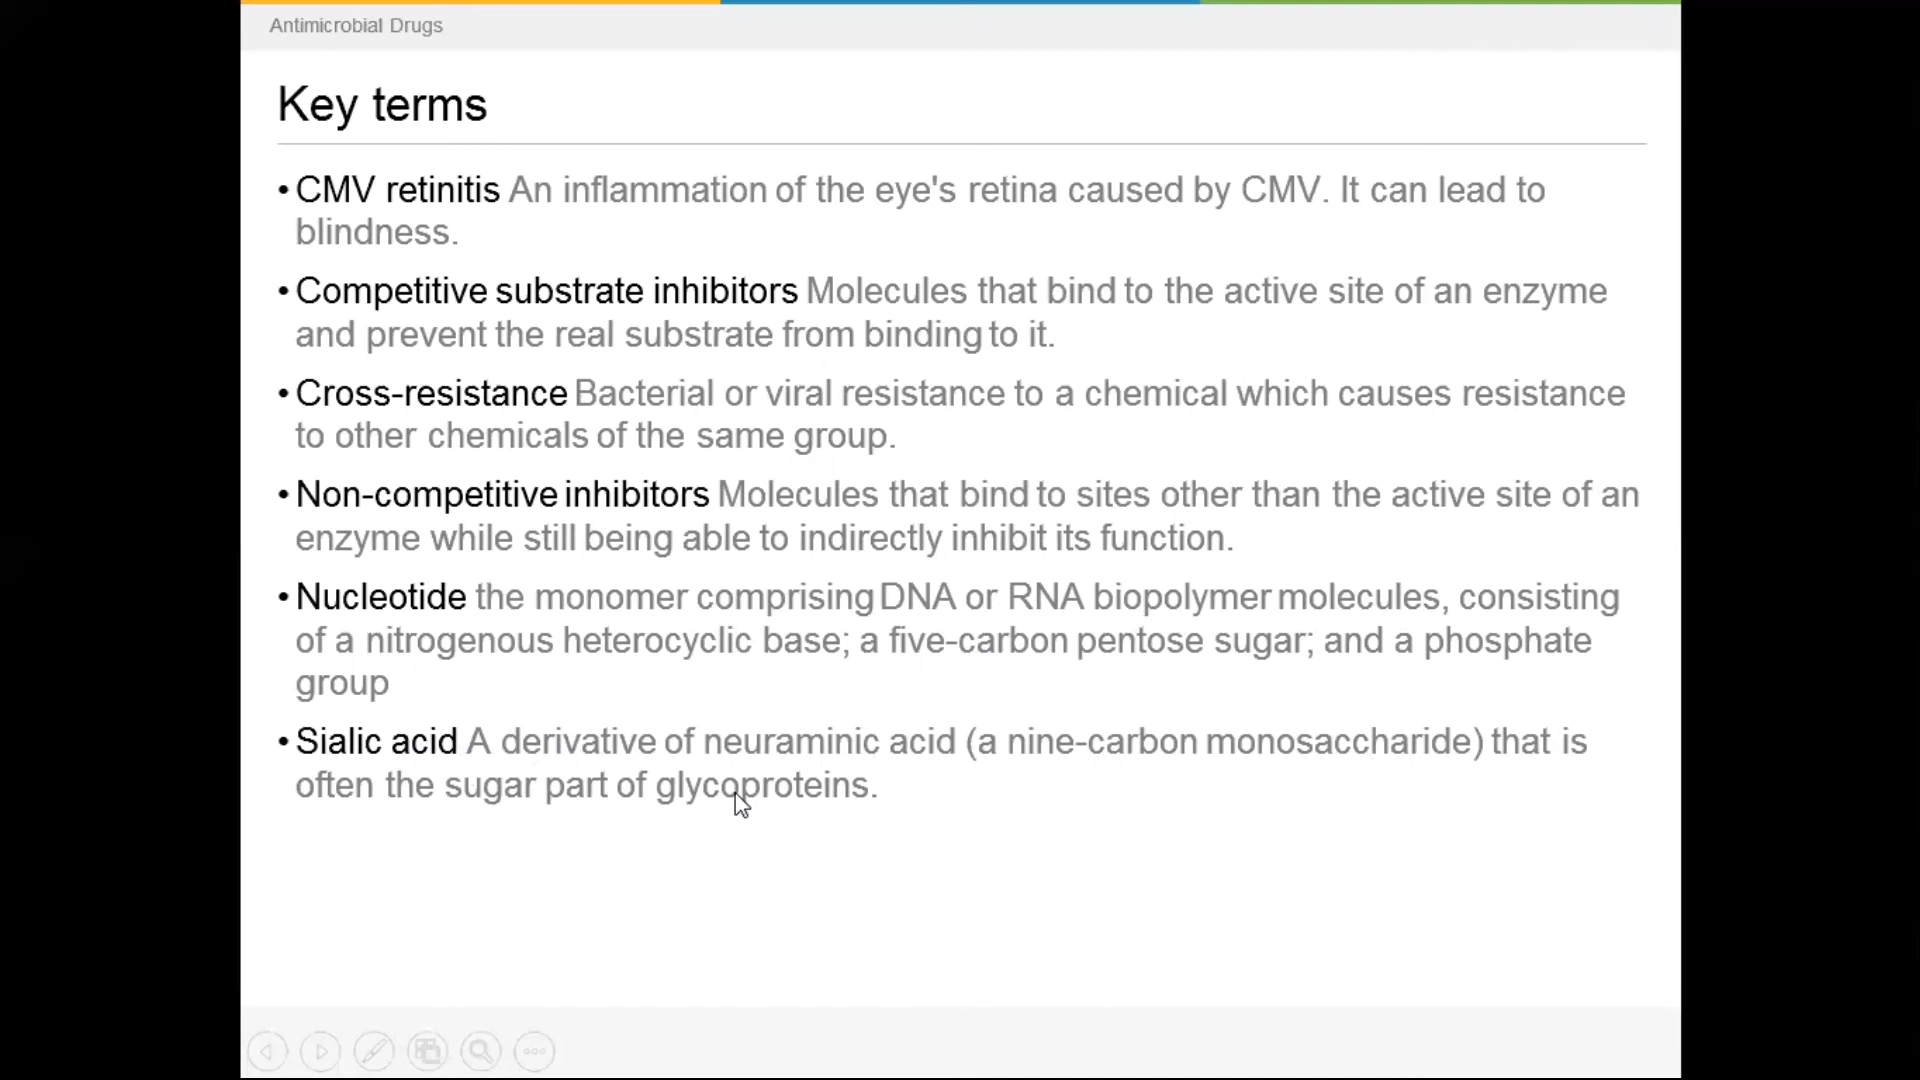 Antimicrobial Drugs
Key terms
• CMV retinitis An inflammation of the eye's retina caused by CMV. It can lead to
blindness.
• Competitive substrate inhibitors Molecules that bind to the active site of an enzyme
and prevent the real substrate from binding to it.
• Cross-resistance Bacterial or viral resistance to a chemical which causes resistance
to other chemicals of the same group.
• Non-competitive inhibitors Molecules that bind to sites other than the active site of an
enzyme while still being able to indirectly inhibit its function.
• Nucleotide the monomer comprising DNA or RNA biopolymer molecules, consisting
of a nitrogenous heterocyclic base; a five-carbon pentose sugar; and a phosphate
group
• Sialic acid A derivative of neuraminic acid (a nine-carbon monosaccharide) that is
often the sugar part of glycoproteins.